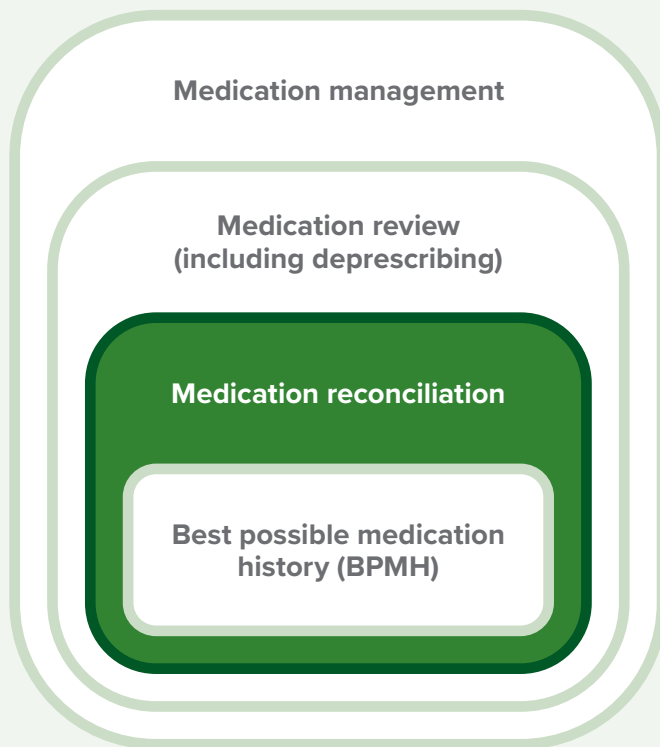 Medication management
Medication review
(including deprescribing)
Medication reconciliation
Best possible medication
history (BPMH)